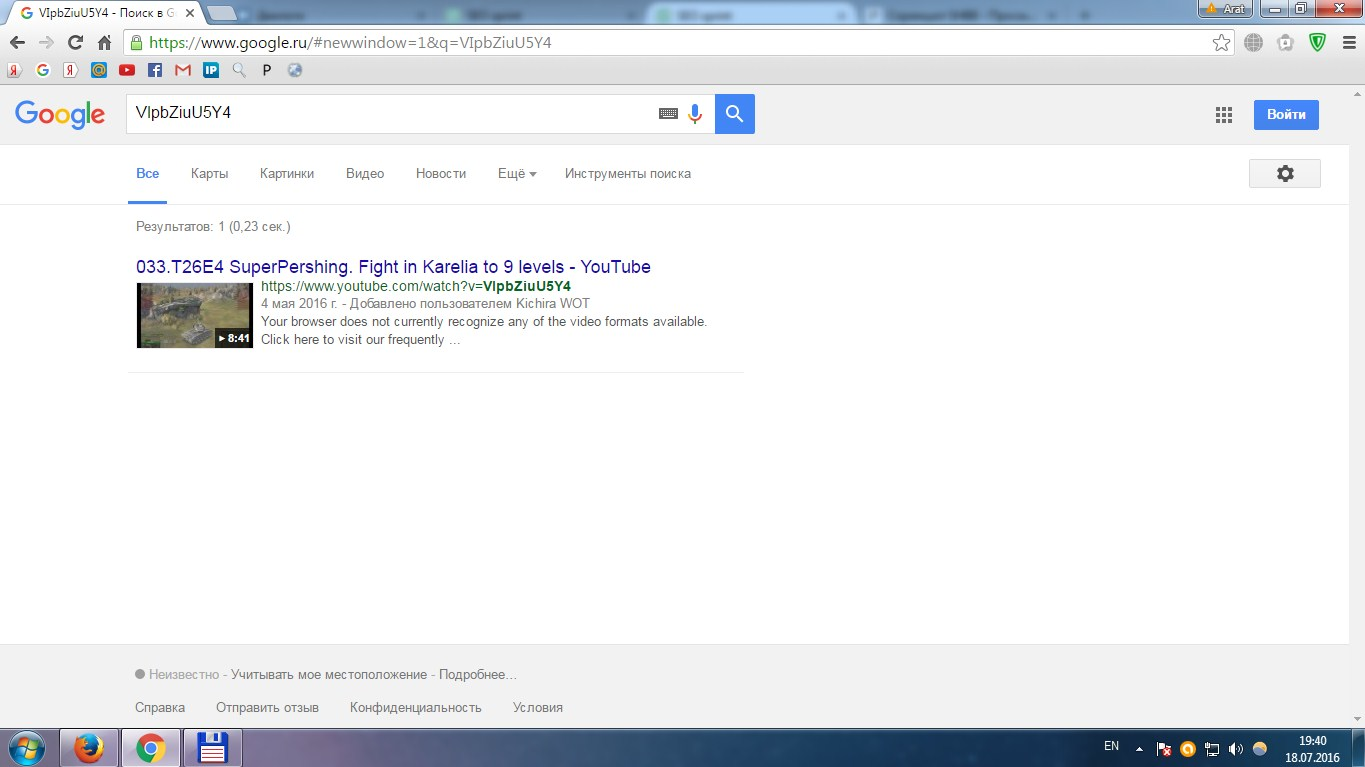 VIpbZiuU5Y4 - Поиск в G
Arat
https://www.google.ru/#newwindow=1&q=VIpbZiuU5Y4
Google
VIpbZiuU5Y4
Войти
Все Карты Картинки Видео Новости Ещё Инструменты поиска
Результатов: 1 (0,23 сек.)
033.T26E4 SuperPershing. Fight in Karelia to 9 levels - YouTube
https://www.youtube.com/watch?v=VIpbZiuU5Y4
4 мая 2016 г. - Добавлено пользователем Kichira WOT
Your browser does not currently recognize any of the video formats available.
8:41
Click here to visit our frequently ...
Неизвестно - Учитывать мое местоположение - Подробнее...
Справка Отправить отзыв Конфиденциальность Условия
EN
19:40
18.07.2016